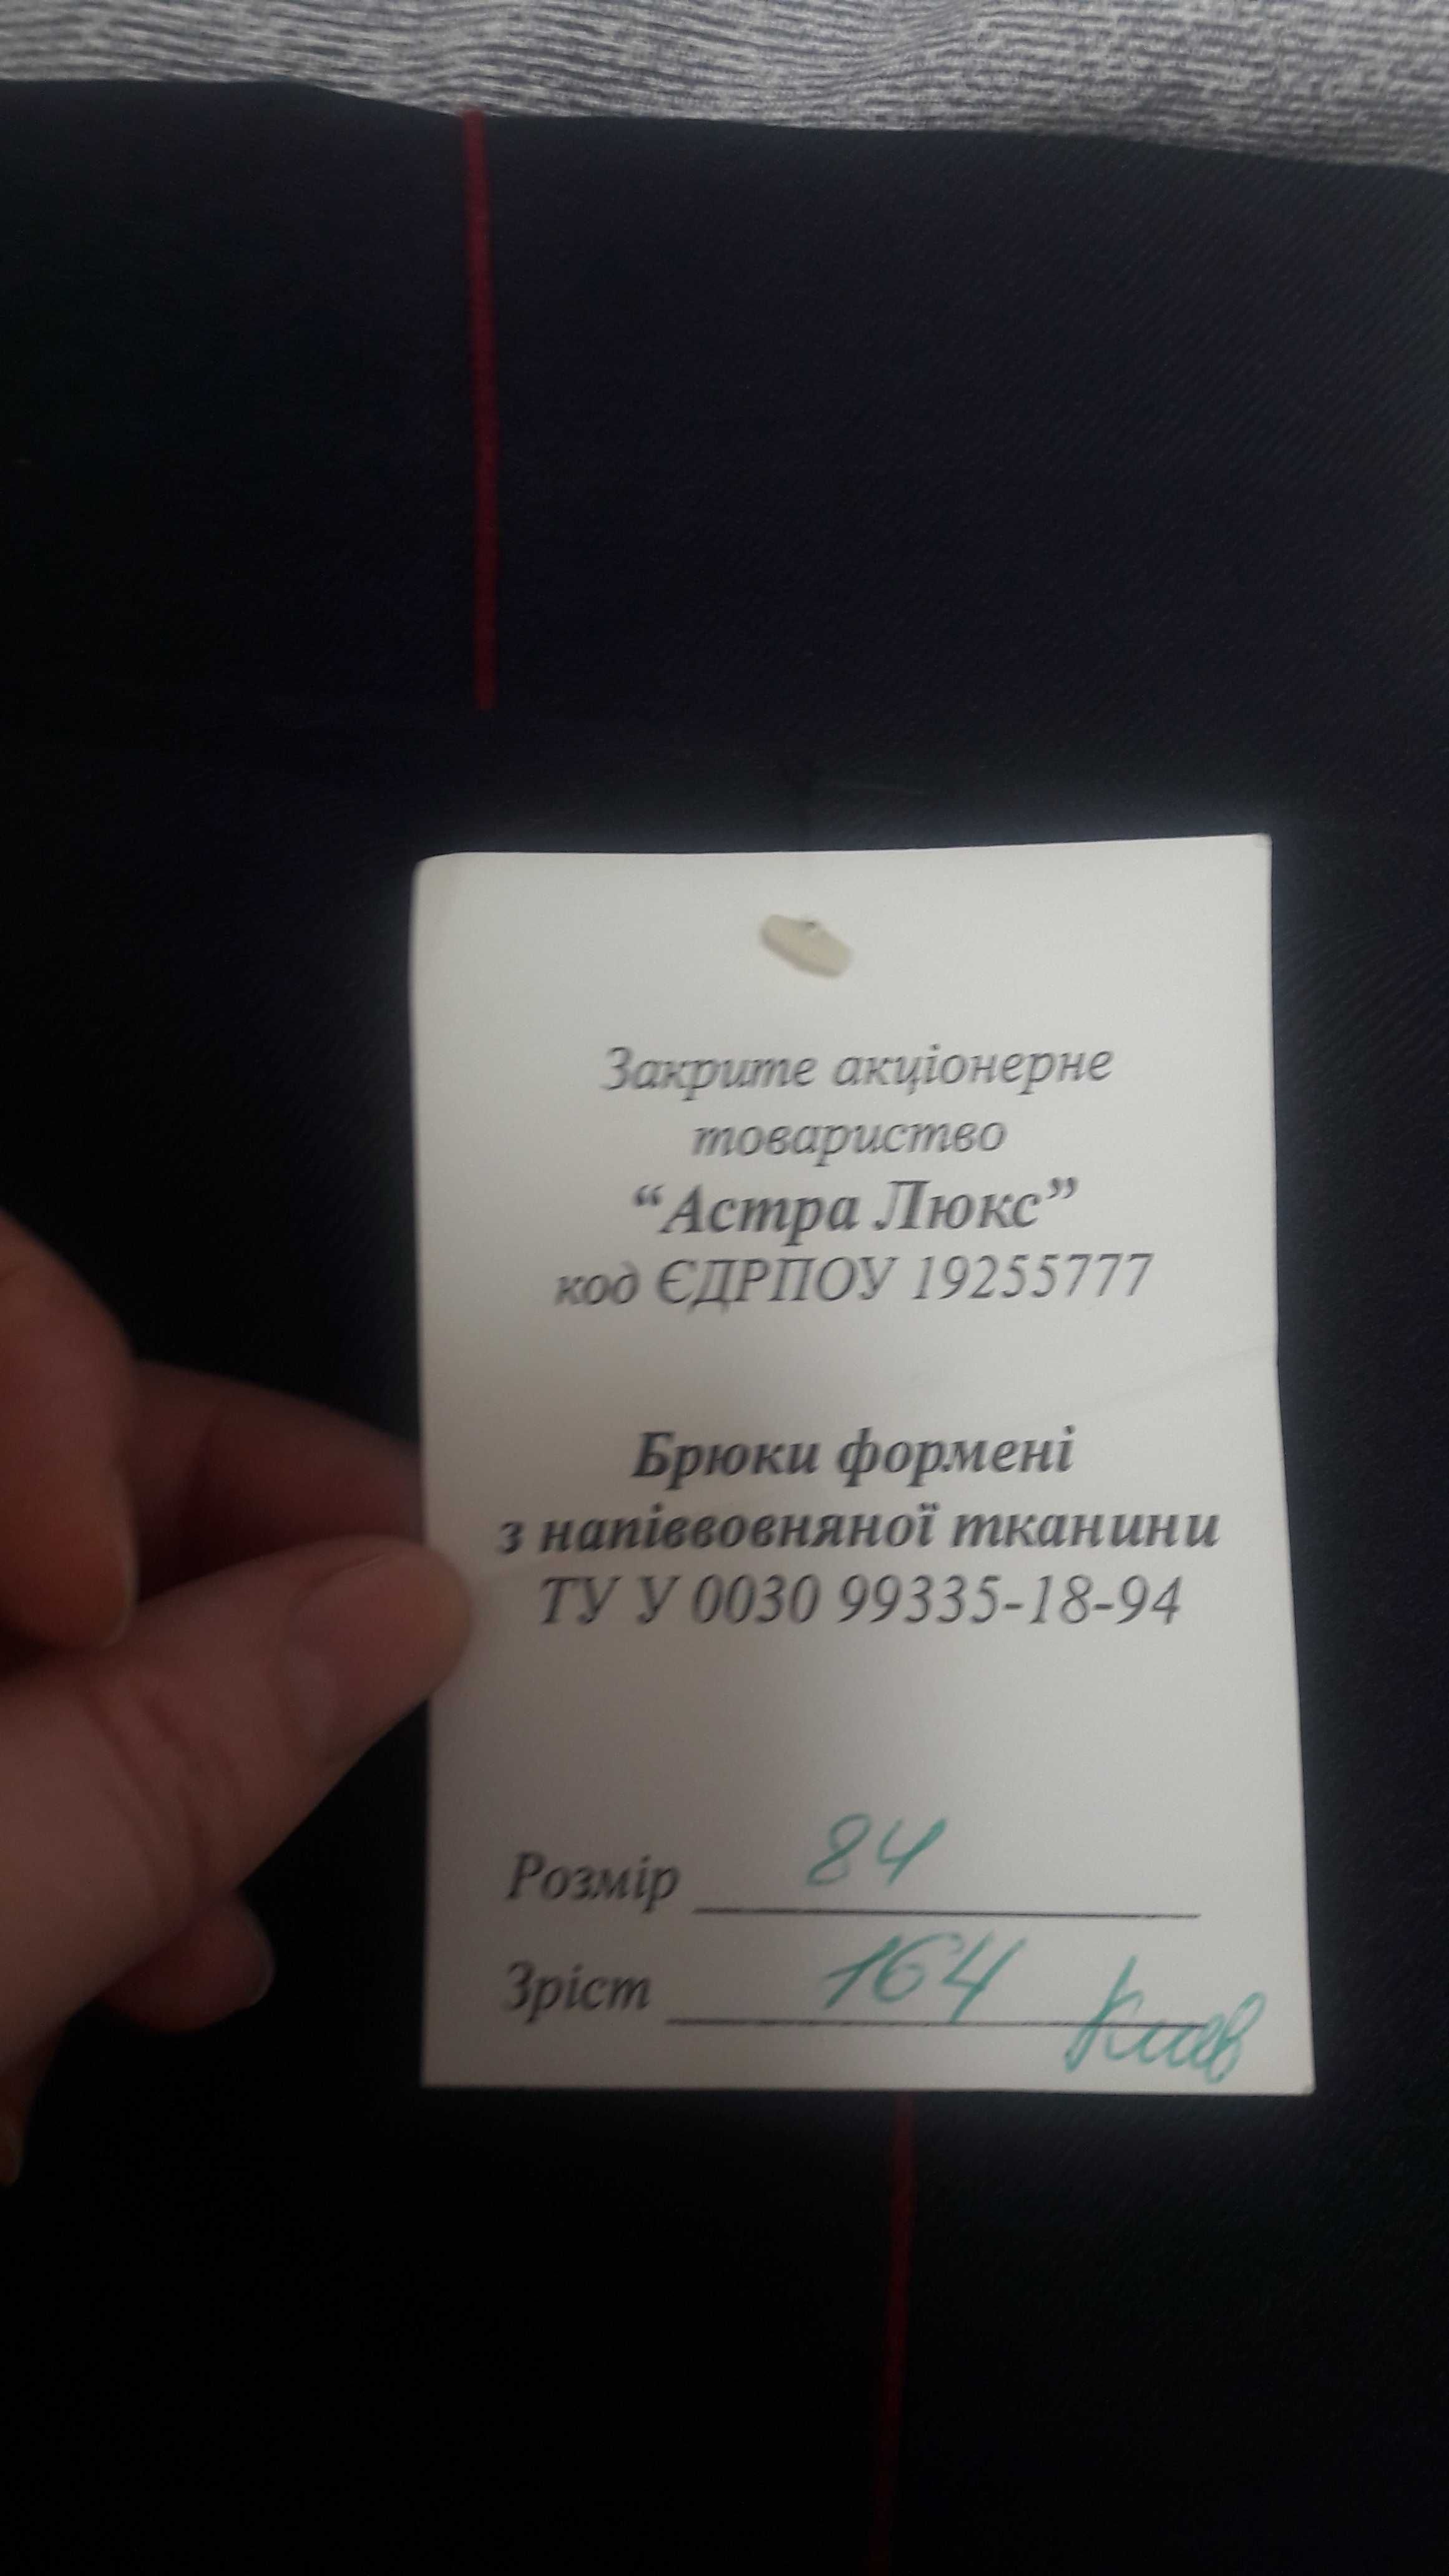 Закрите акціонерне
товариство
“Астра Люкс”
код ЄДРПОУ 19255777
Брюки формені
з напіввовняної тканини
ТУ У 0030 99335-18-94
Розмір 84
Зріст 164 Киев